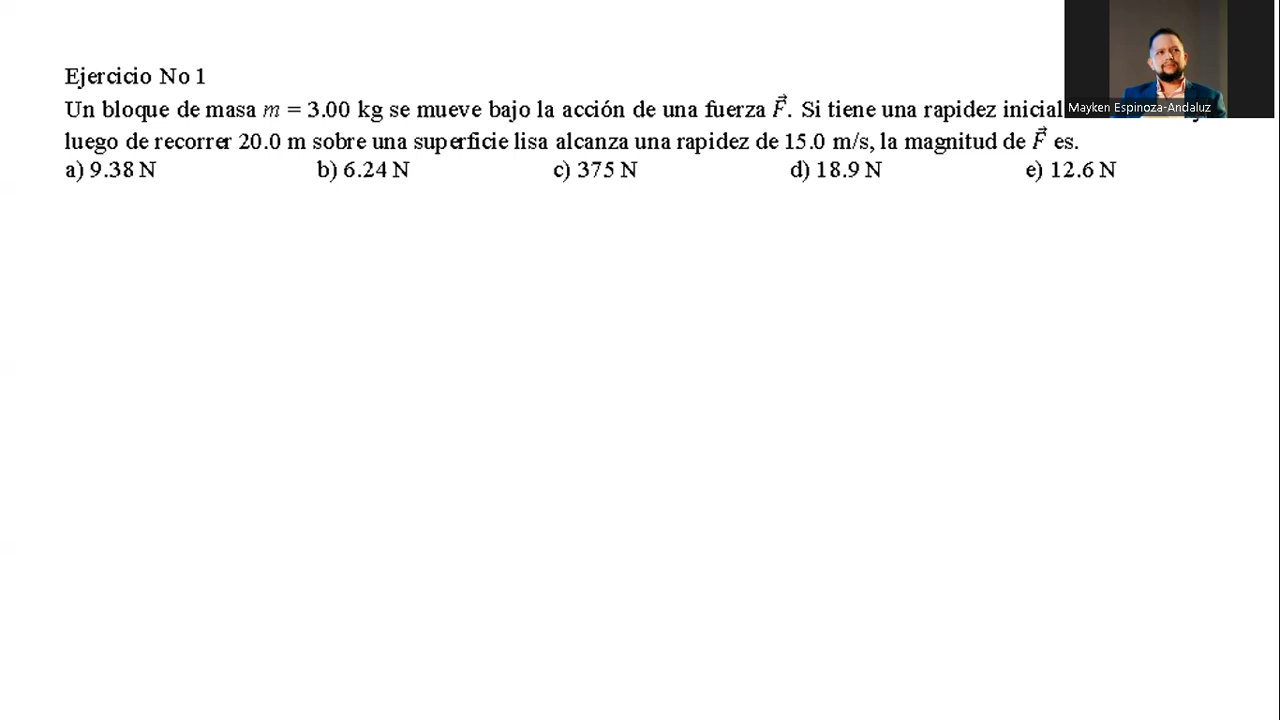 Ejercicio No 1
Un bloque de masa m = 3.00 kg se mueve bajo la acción de una fuerza F⃗. Si tiene una rapidez inicial
luego de recorrer 20.0 m sobre una superficie lisa alcanza una rapidez de 15.0 m/s, la magnitud de F⃗ es.
a) 9.38 N b) 6.24 N c) 375 N d) 18.9 N e) 12.6 N
Mayken Espinoza-Andaluz